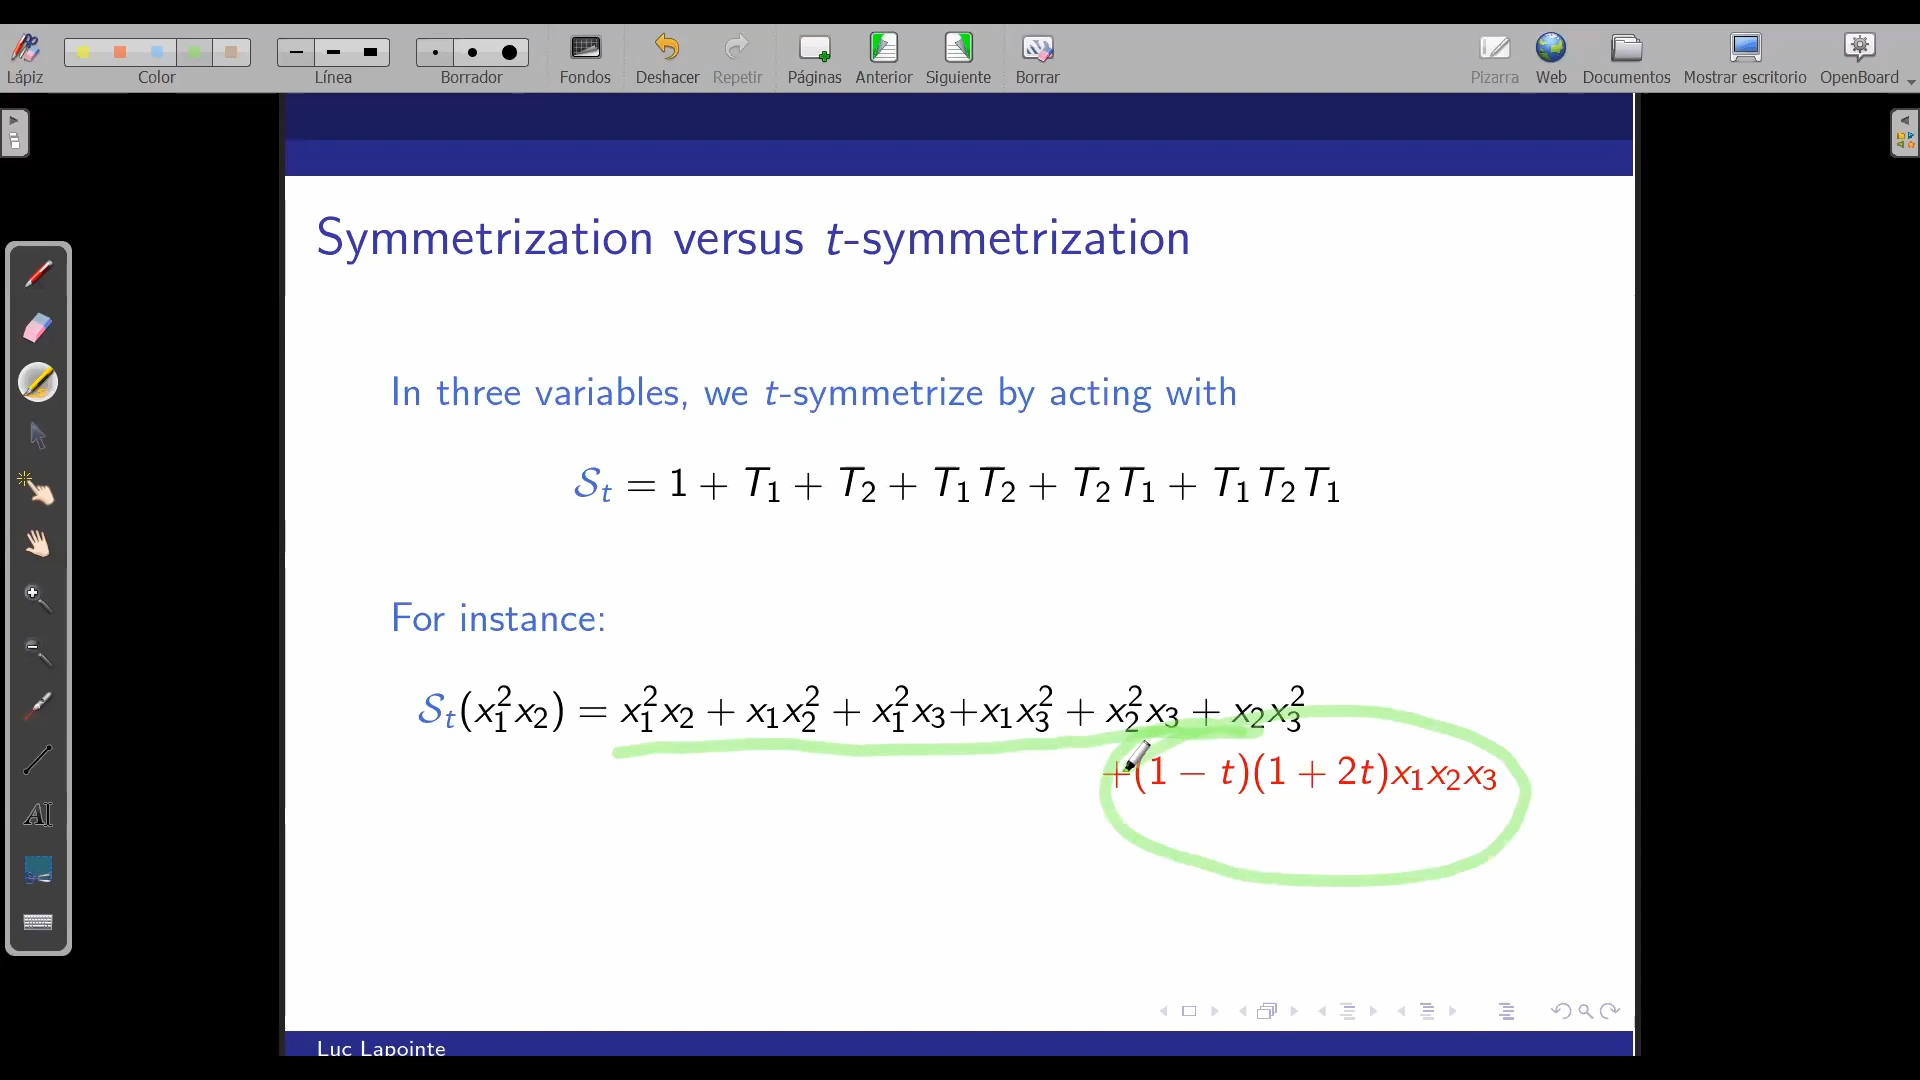 Lápiz Color Línea Borrador Fondos Deshacer Repetir Páginas Anterior Siguiente Borrar Pizarra Web Documentos Mostrar escritorio OpenBoard
Symmetrization versus t-symmetrization
In three variables, we t-symmetrize by acting with
𝒮ₜ = 1 + T₁ + T₂ + T₁T₂ + T₂T₁ + T₁T₂T₁
For instance:
𝒮ₜ(x₁²x₂) = x₁²x₂ + x₁x₂² + x₁²x₃+x₁x₃² + x₂²x₃ + x₂x₃²
+(1 − t)(1 + 2t)x₁x₂x₃
Luc Lapointe